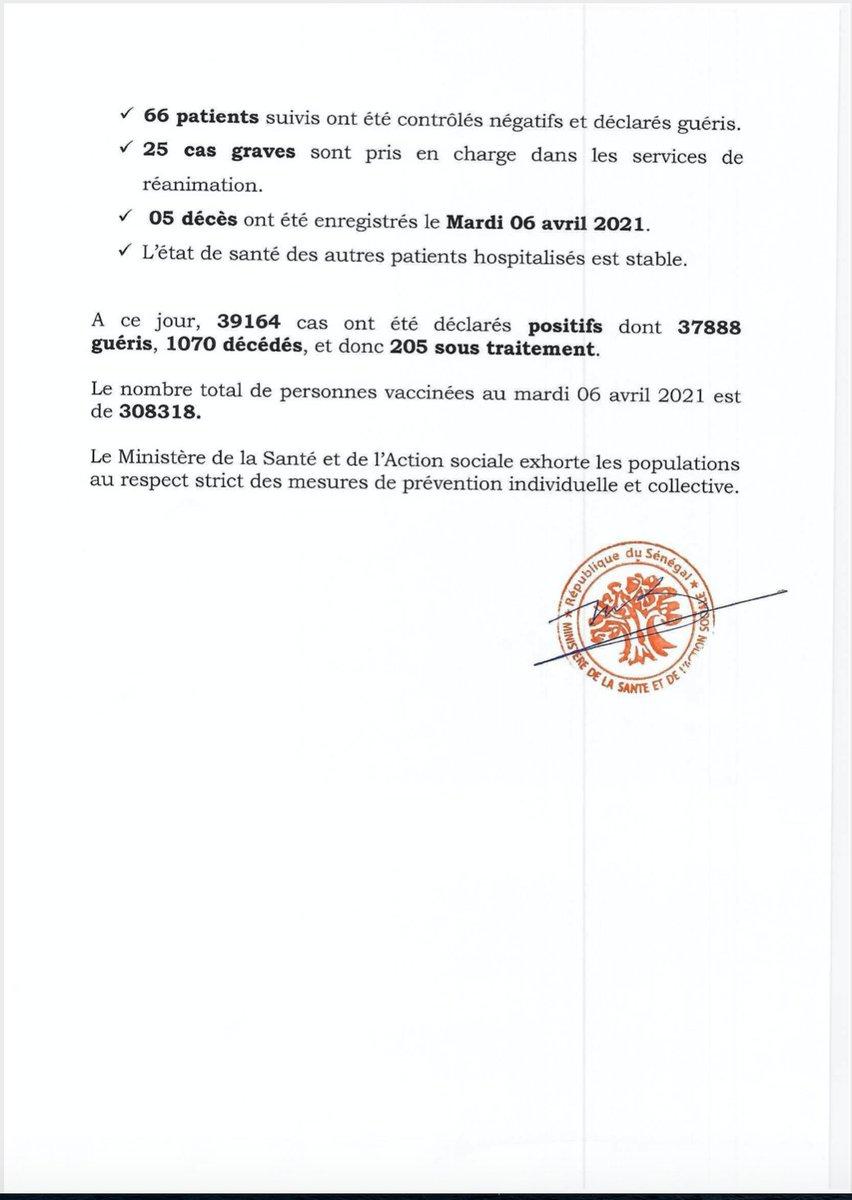 ✓ 66 patients suivis ont été contrôlés négatifs et déclarés guéris.
✓ 25 cas graves sont pris en charge dans les services de
réanimation.
✓ 05 décès ont été enregistrés le Mardi 06 avril 2021.
✓ L'état de santé des autres patients hospitalisés est stable.
A ce jour, 39164 cas ont été déclarés positifs dont 37888
guéris, 1070 décédés, et donc 205 sous traitement.
Le nombre total de personnes vaccinées au mardi 06 avril 2021 est
de 308318.
Le Ministère de la Santé et de l'Action sociale exhorte les populations
au respect strict des mesures de prévention individuelle et collective.
★ République du Sénégal ★
MINISTÈRE DE LA SANTE ET DE